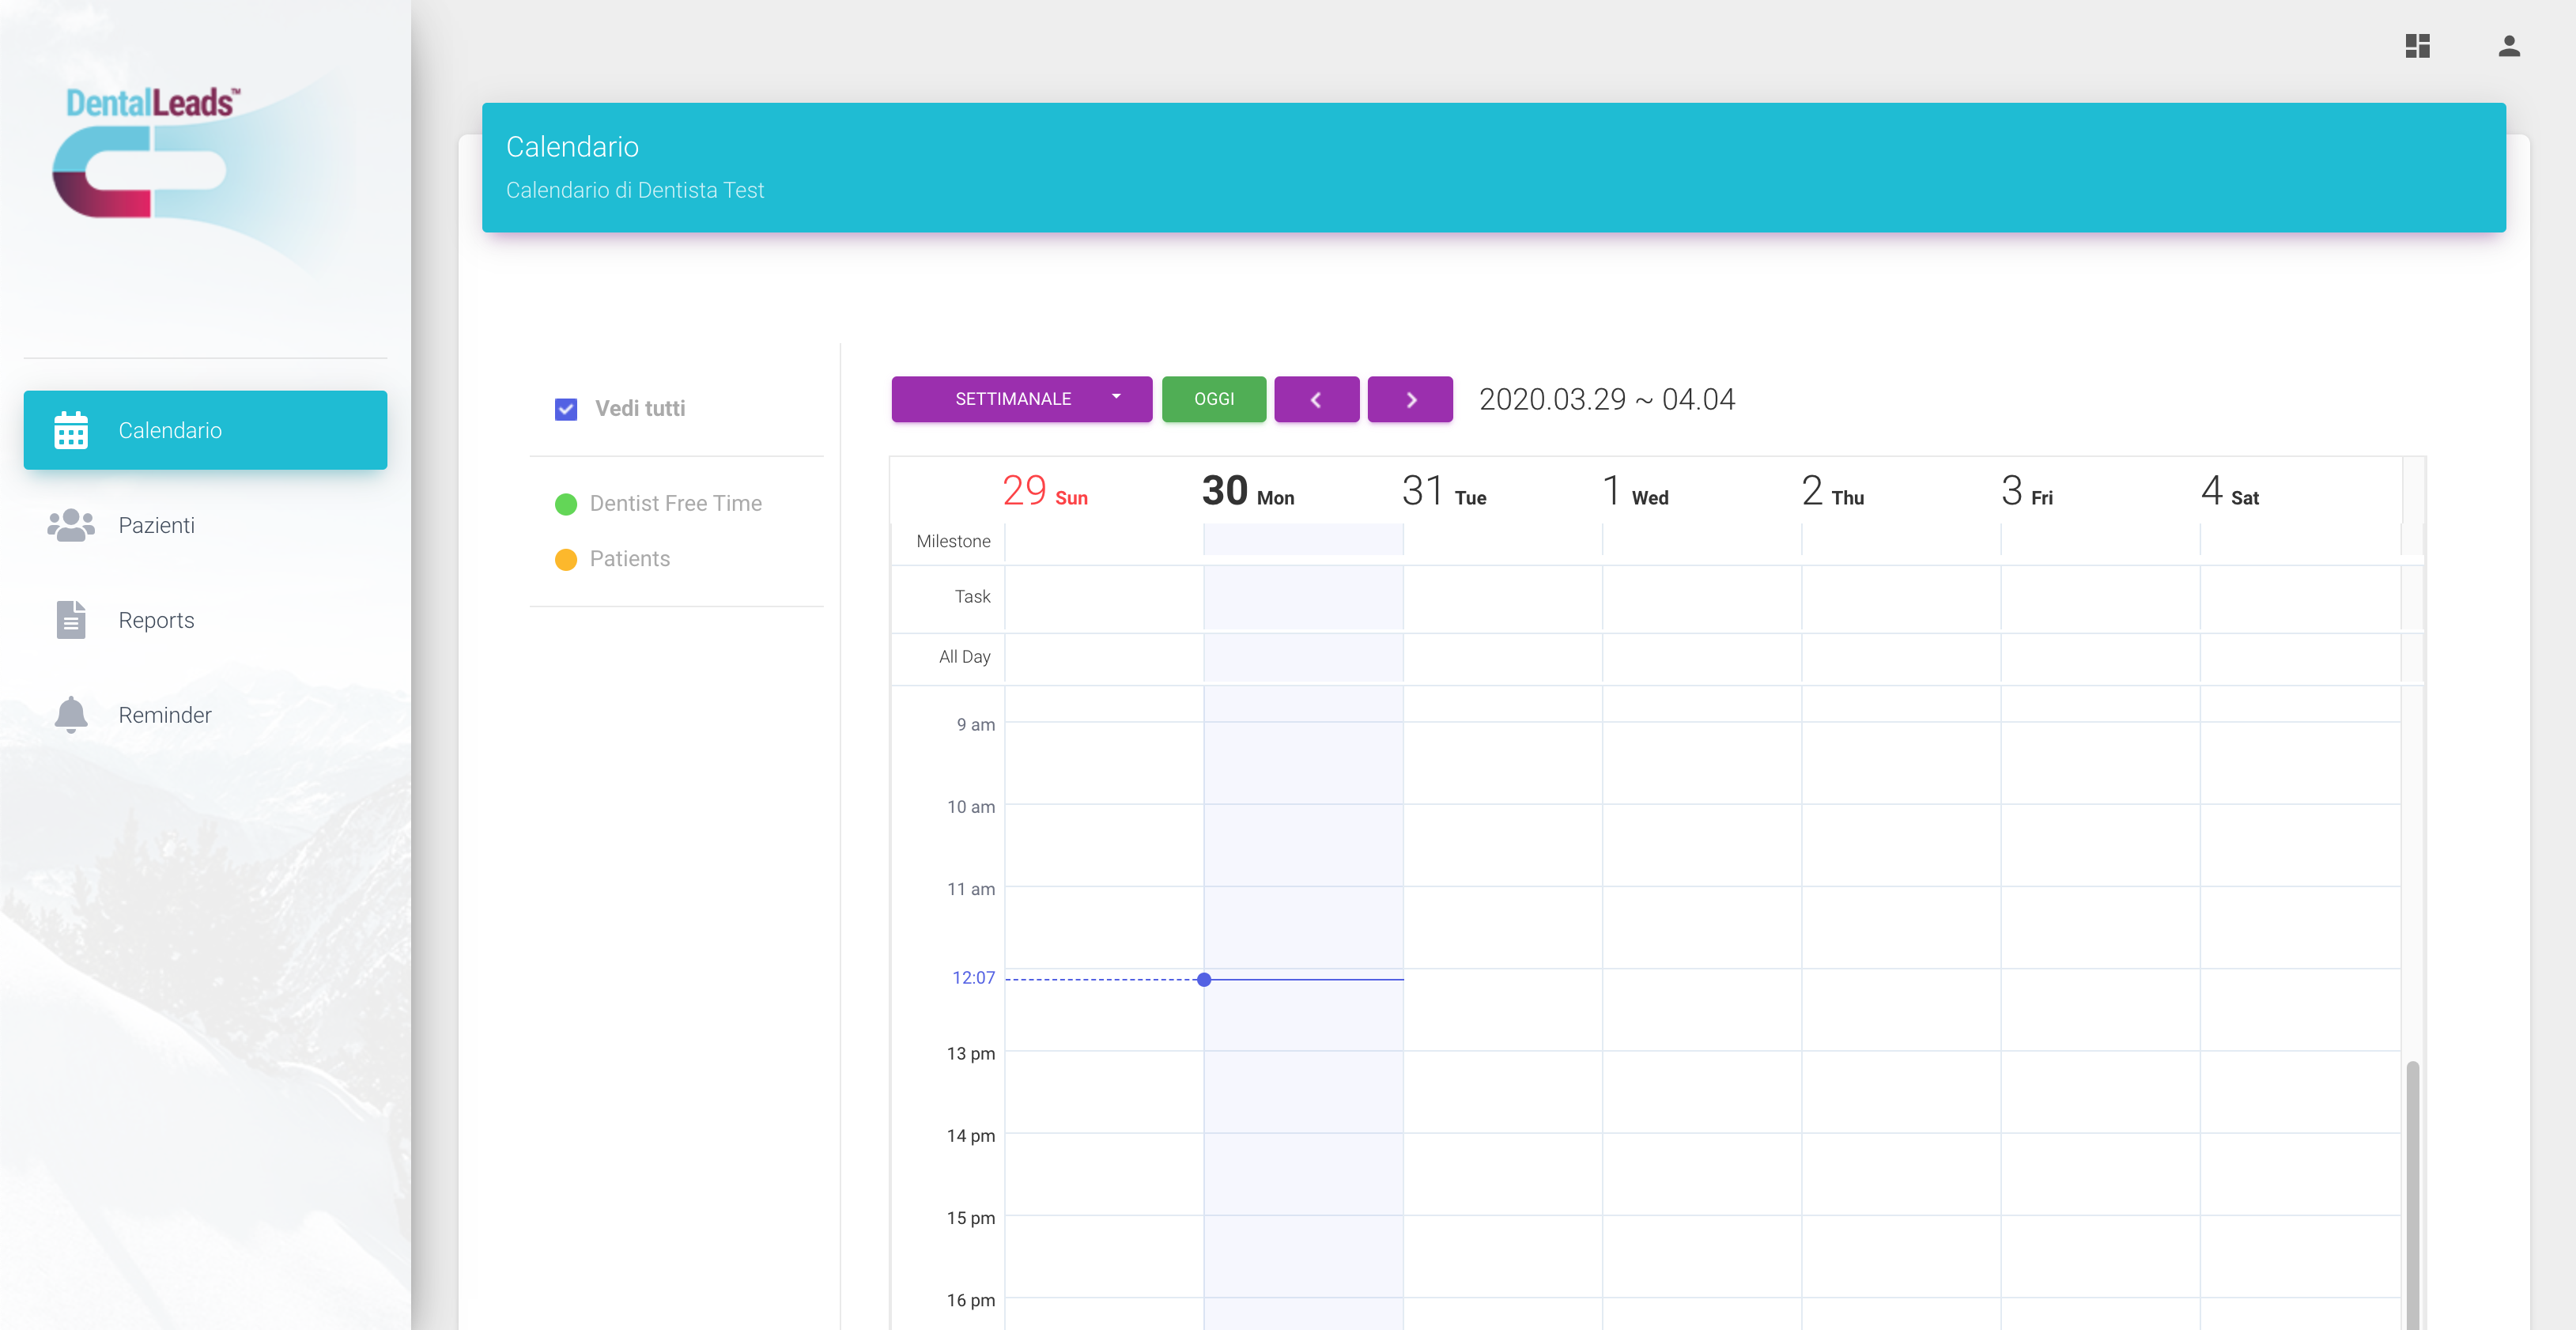 DentalLeads™
Calendario
Pazienti
Reports
Reminder
Calendario
Calendario di Dentista Test
Vedi tutti
Dentist Free Time
Patients
SETTIMANALE OGGI 2020.03.29 ~ 04.04
29 Sun 30 Mon 31 Tue 1 Wed 2 Thu 3 Fri 4 Sat
Milestone
Task
All Day
9 am
10 am
11 am
12:07
13 pm
14 pm
15 pm
16 pm